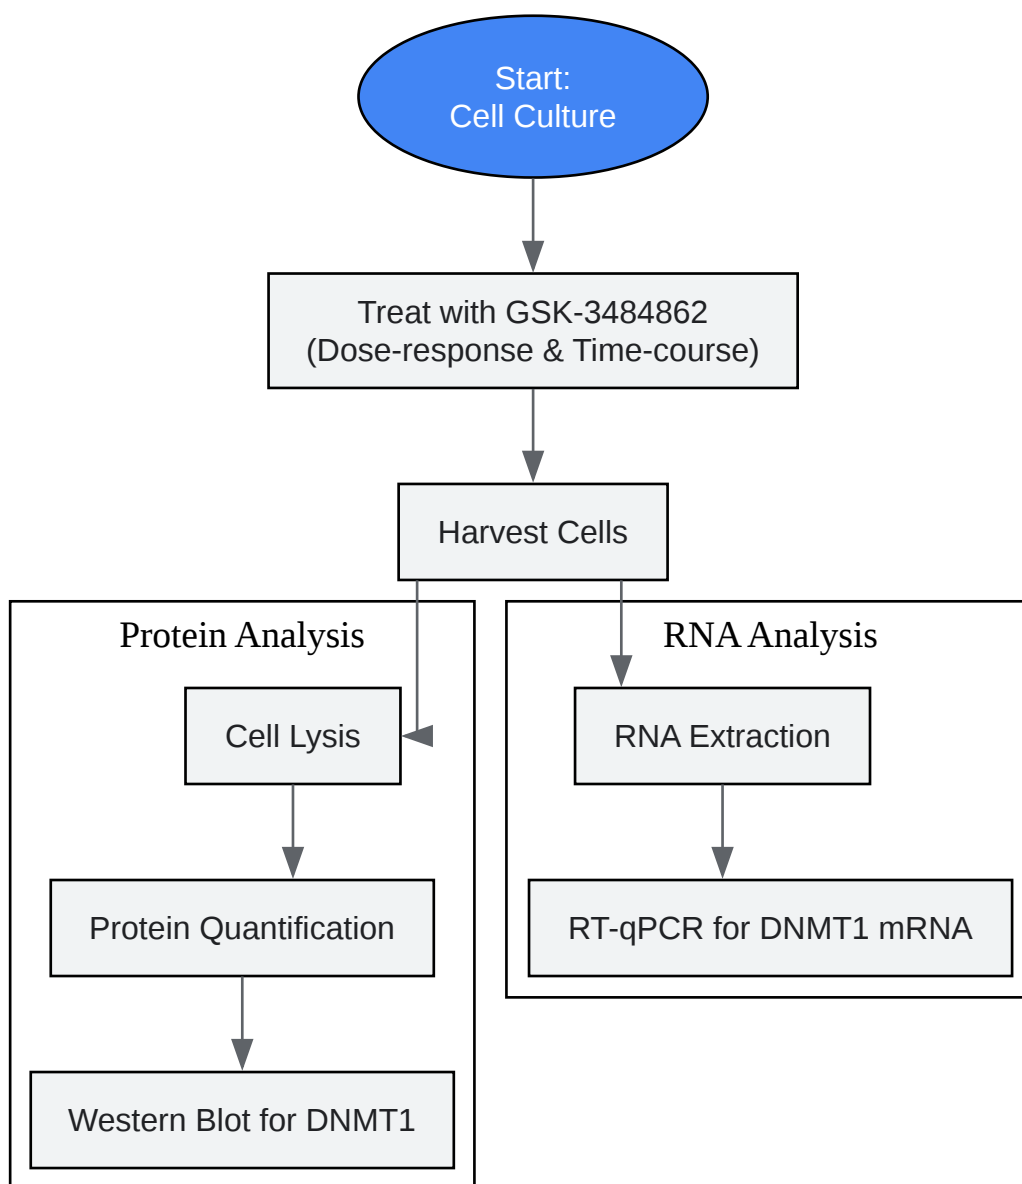 Start:
Cell Culture
Treat with GSK-3484862
(Dose-response & Time-course)
Harvest Cells
Protein Analysis
RNA Analysis
Cell Lysis
RNA Extraction
Protein Quantification
RT-qPCR for DNMT1 mRNA
Western Blot for DNMT1